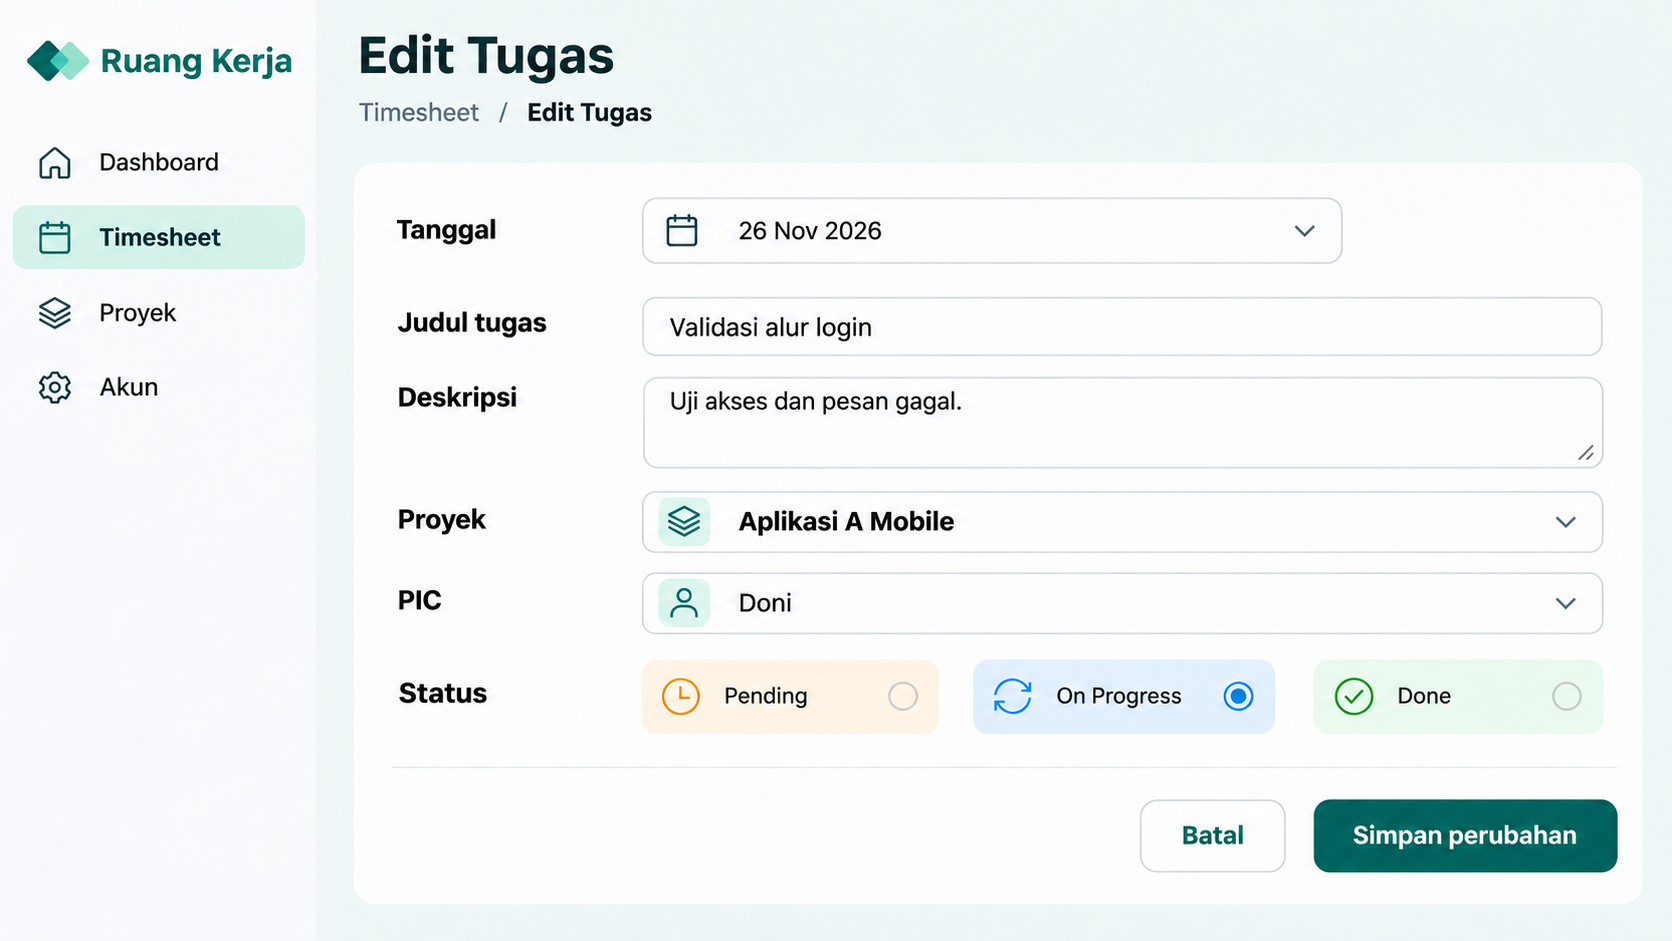 Ruang Kerja
Dashboard
Timesheet
Proyek
Akun
Edit Tugas
Timesheet / Edit Tugas
Tanggal
26 Nov 2026
Judul tugas
Validasi alur login
Deskripsi
Uji akses dan pesan gagal.
Proyek
Aplikasi A Mobile
PIC
Doni
Status
Pending
On Progress
Done
Batal
Simpan perubahan